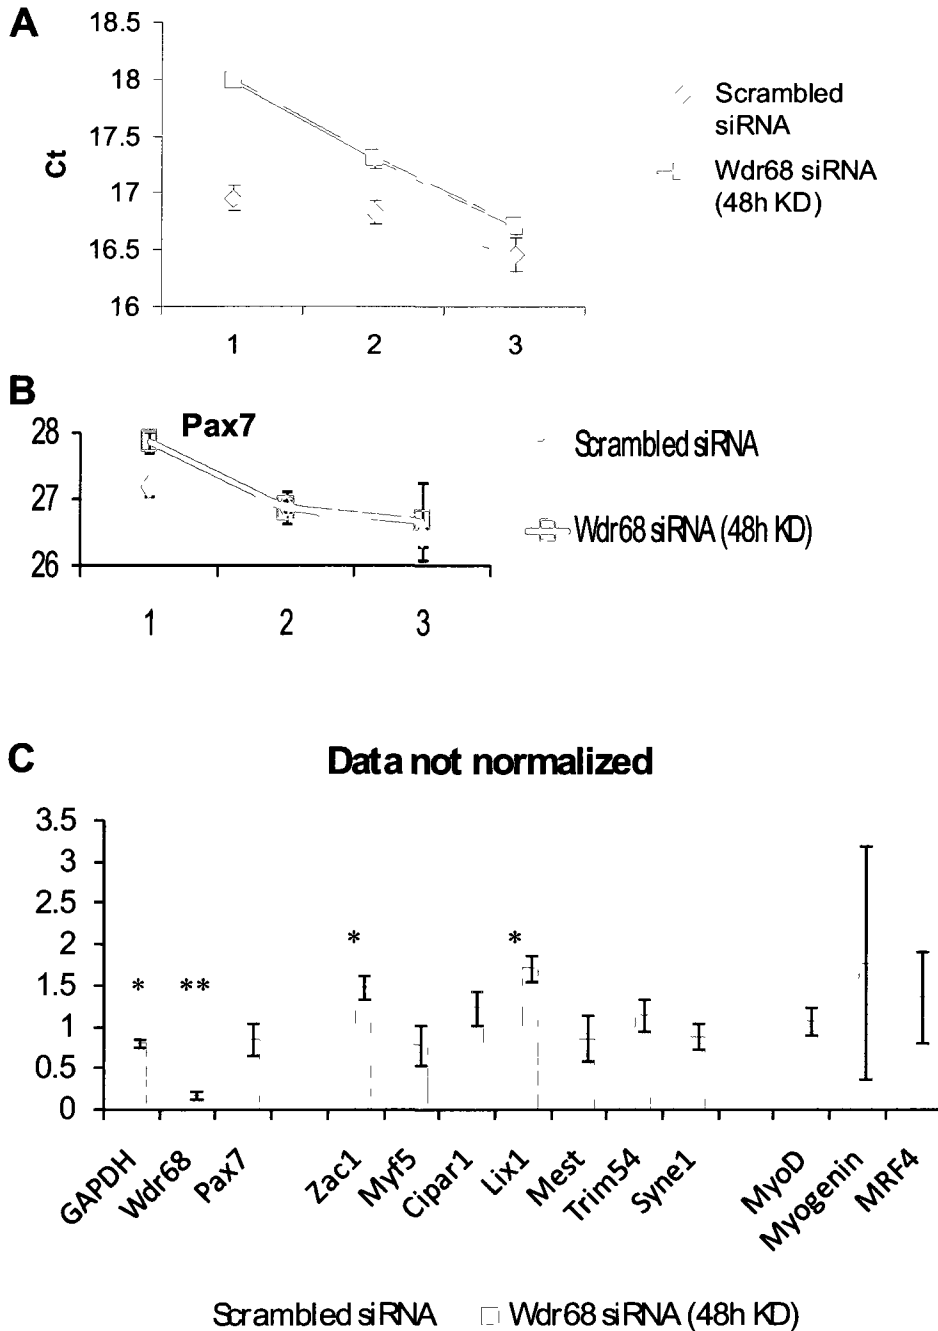 A
18.5
18
17.5
17
16.5
16
Ct
1 2 3
Scrambled
siRNA
Wdr68 siRNA
(48h KD)
B
Pax7
28
27
26
1 2 3
Scrambled siRNA
Wdr68 siRNA (48h KD)
C
Data not normalized
3.5
3
2.5
2
1.5
1
0.5
0
* ** * *
GAPDH
Wdr68
Pax7
Zac1
Myf5
Cipar1
Lix1
Mest
Trim54
Syne1
MyoD
Myogenin
MRF4
Scrambled siRNA Wdr68 siRNA (48h KD)